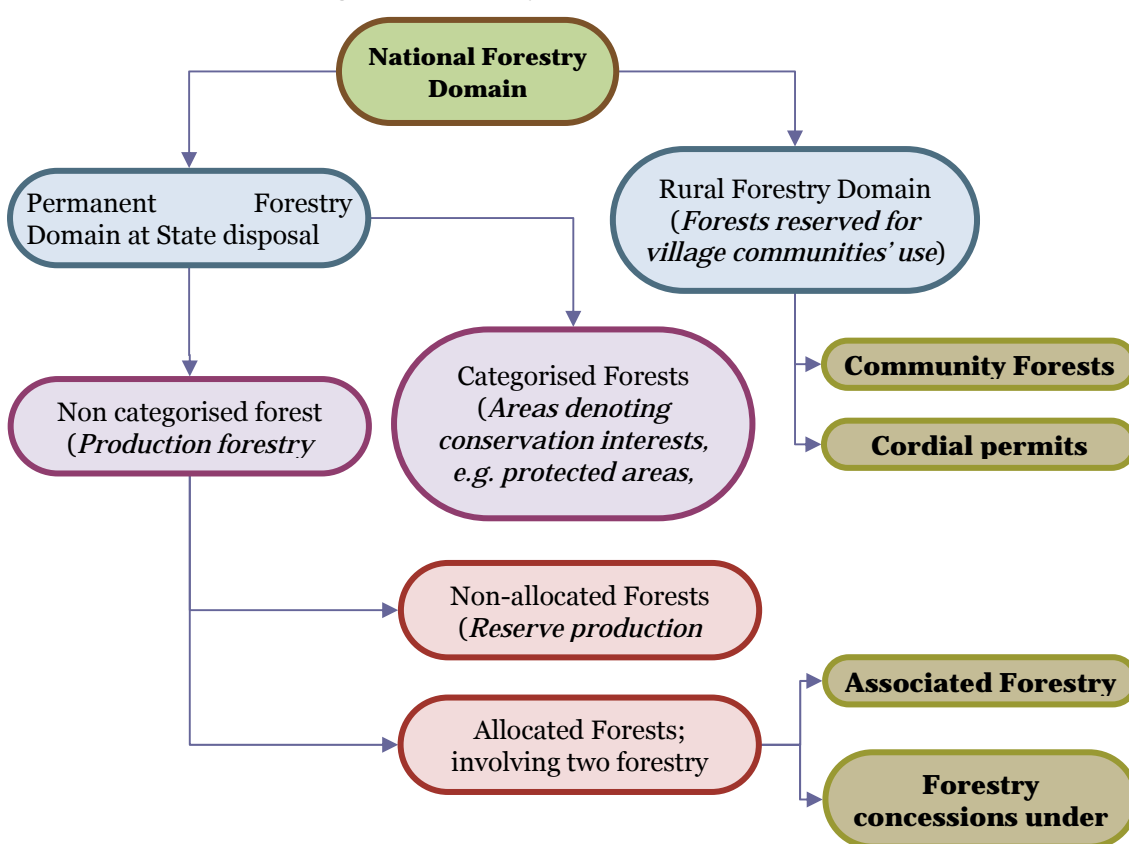 National Forestry
Domain
Permanent Forestry
Domain at State disposal
Rural Forestry Domain
(Forests reserved for
village communities' use)
Community Forests
Cordial permits
Non categorised forest
(Production forestry
Categorised Forests
(Areas denoting
conservation interests,
e.g. protected areas,
Non-allocated Forests
(Reserve production
Allocated Forests;
involving two forestry
Associated Forestry
Forestry
concessions under